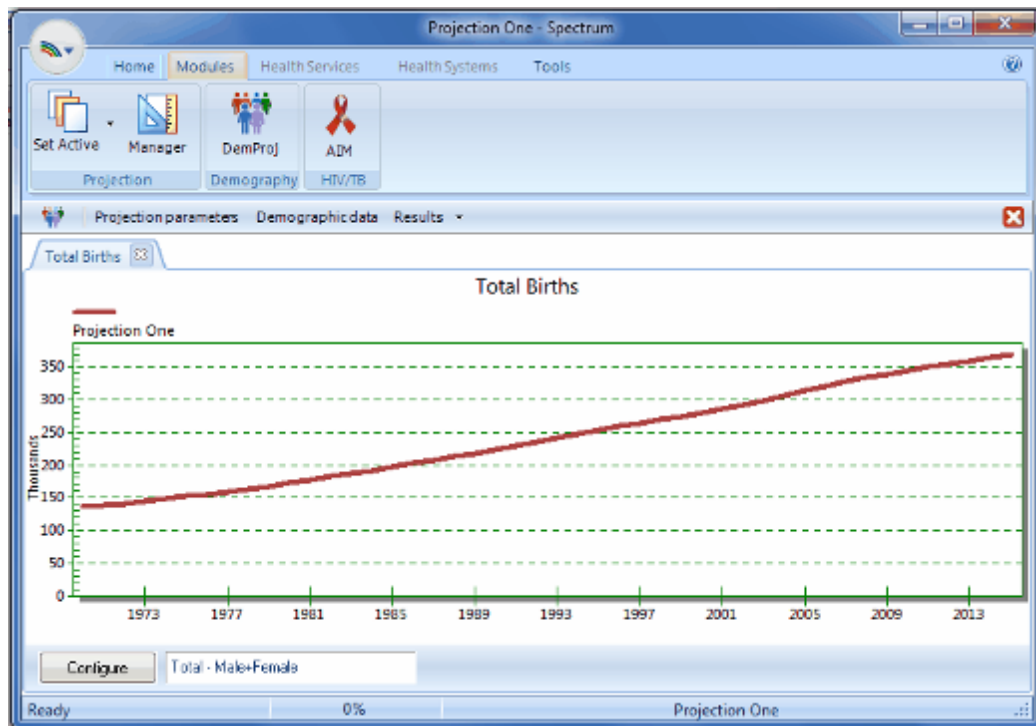 Projection One - Spectrum
Home Modules Health Services Health Systems Tools
Set Active Manager DemProj AIM
Projection Demography HIV/TB
Projection parameters Demographic data Results
Total Births
Total Births
Projection One
Thousands
350
300
250
200
150
100
50
0
1973 1977 1981 1985 1989 1993 1997 2001 2005 2009 2013
Configure Total - Male+Female
Ready 0% Projection One